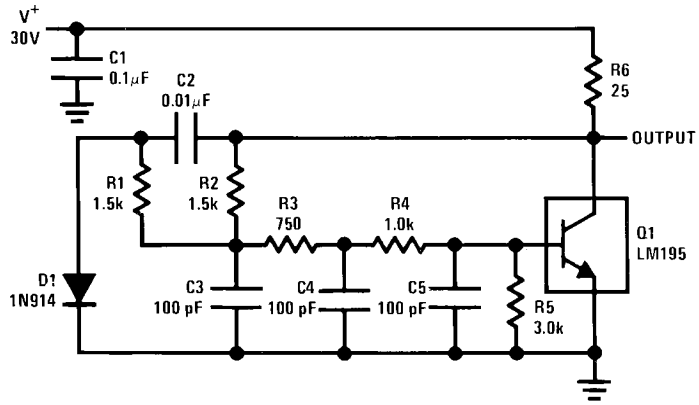 V+
30V
C1
0.1μF
C2
0.01μF
R6
25
OUTPUT
R1
1.5k
R2
1.5k
R3
750
R4
1.0k
Q1
LM195
D1
1N914
C3
100 pF
C4
100 pF
C5
100 pF
R5
3.0k